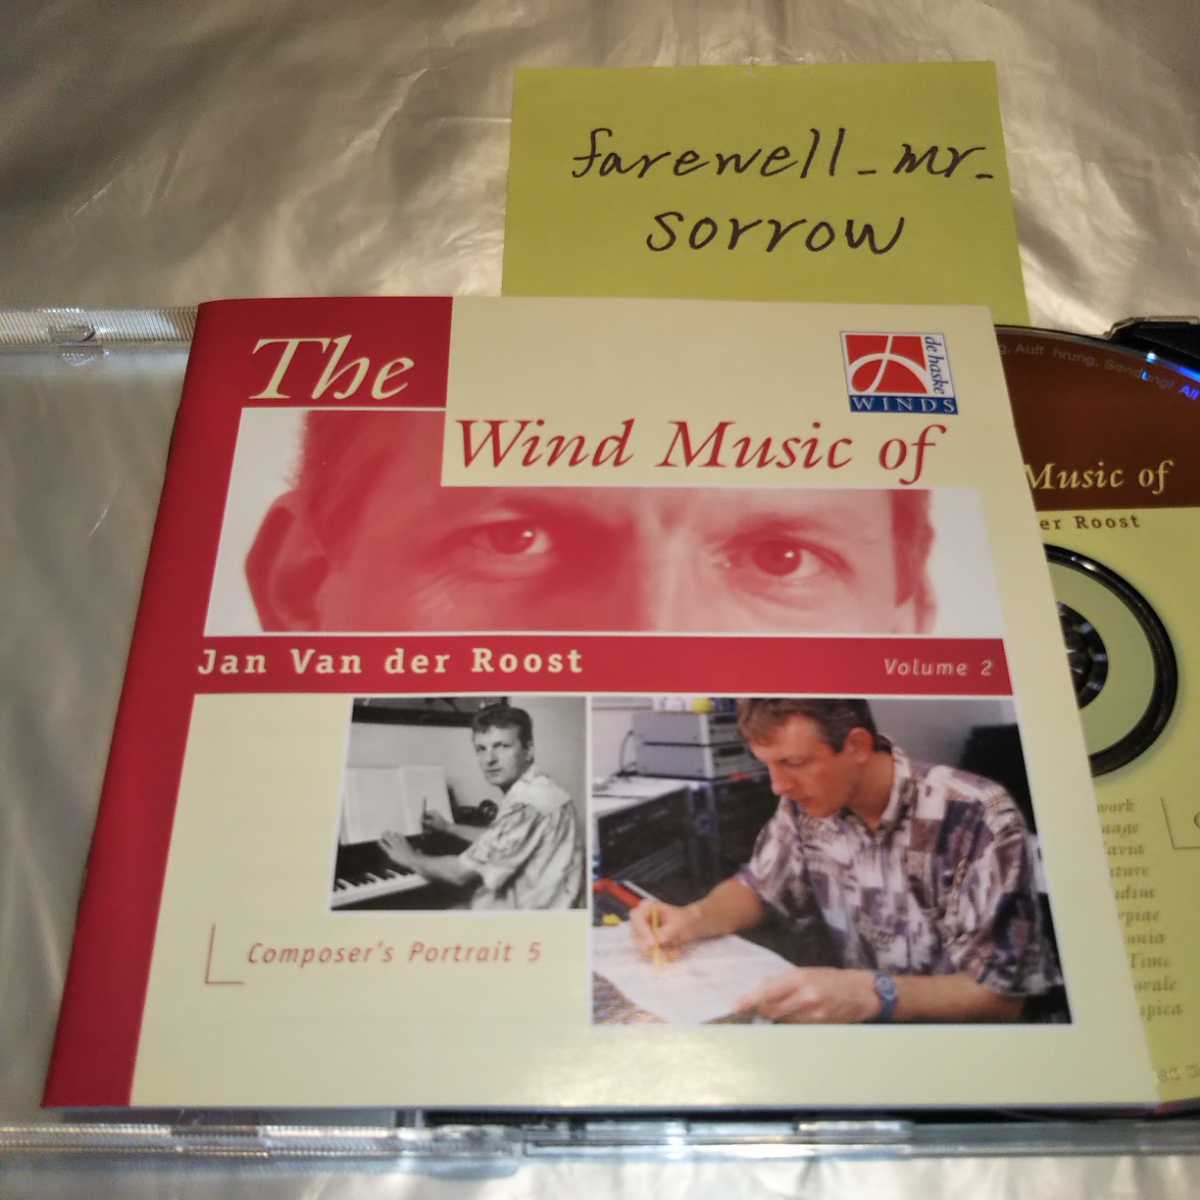 farewell_mr_
sorrow
The
Wind Music of
de haske
WINDS
Jan Van der Roost
Volume 2
Composer's Portrait 5
Music of
Roost
Time